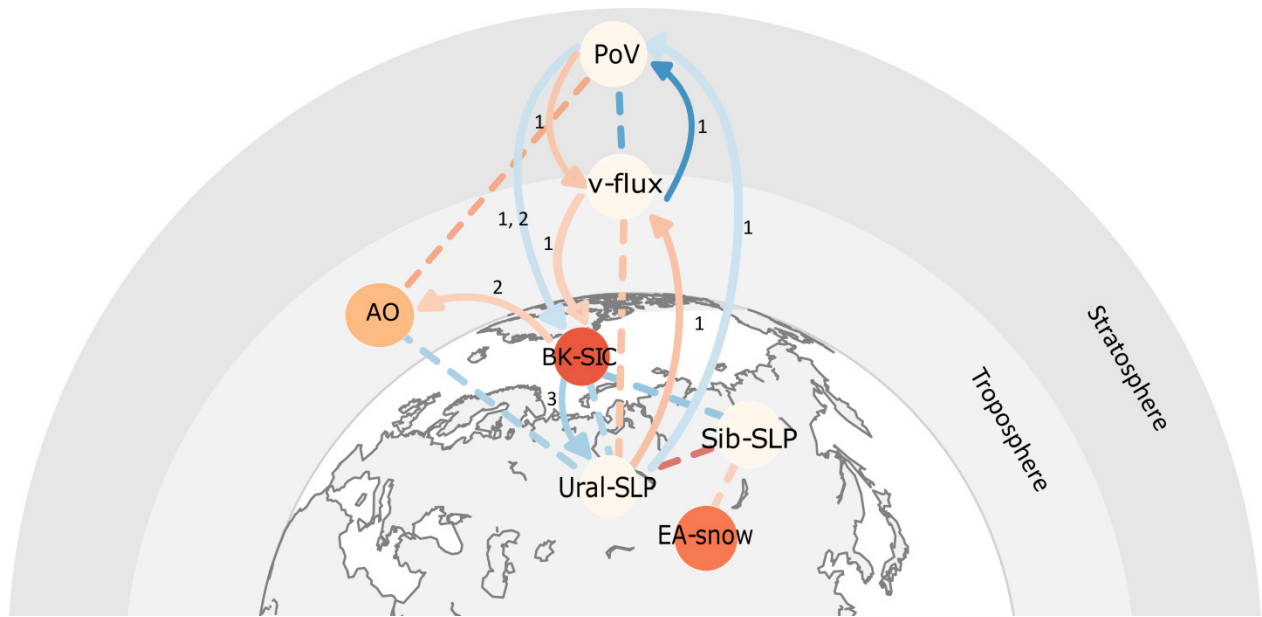 PoV
1
1
v-flux
1, 2
1
1
2
AO
1
BK-SIC
3
Sib-SLP
Ural-SLP
EA-snow
Troposphere
Stratosphere